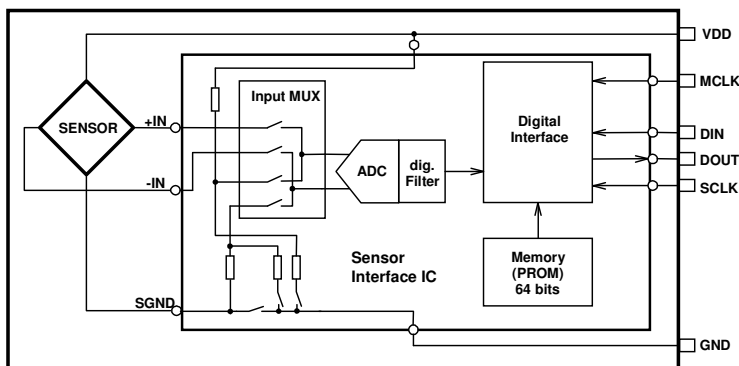 VDD
MCLK
Input MUX
+IN
SENSOR
Digital
Interface
DIN
DOUT
ADC
dig.
Filter
-IN
SCLK
Sensor
Interface IC
Memory
(PROM)
64 bits
SGND
GND